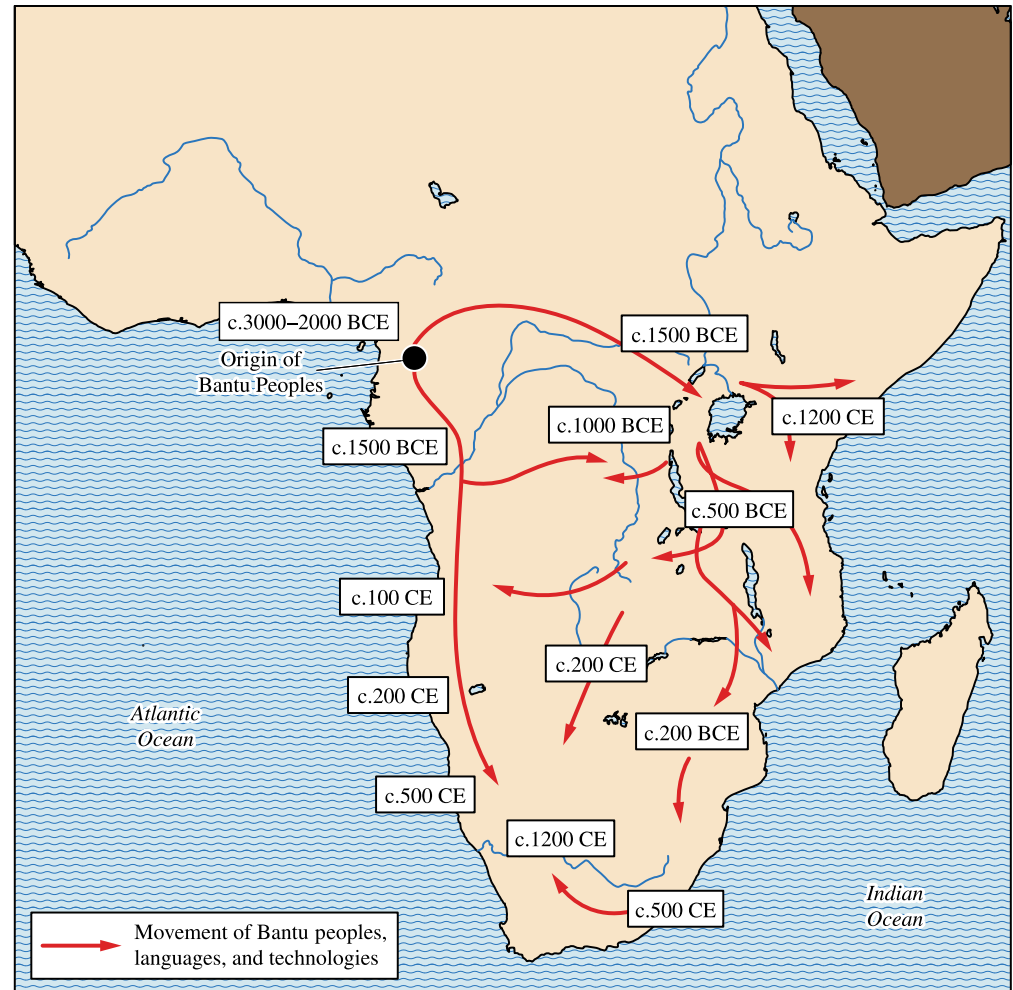 c.3000–2000 BCE
Origin of
Bantu Peoples
c.1500 BCE
c.1500 BCE
c.1000 BCE
c.1200 CE
c.500 BCE
c.100 CE
c.200 CE
c.200 CE
c.200 BCE
Atlantic
Ocean
c.500 CE
c.1200 CE
c.500 CE
Indian
Ocean
Movement of Bantu peoples,
languages, and technologies